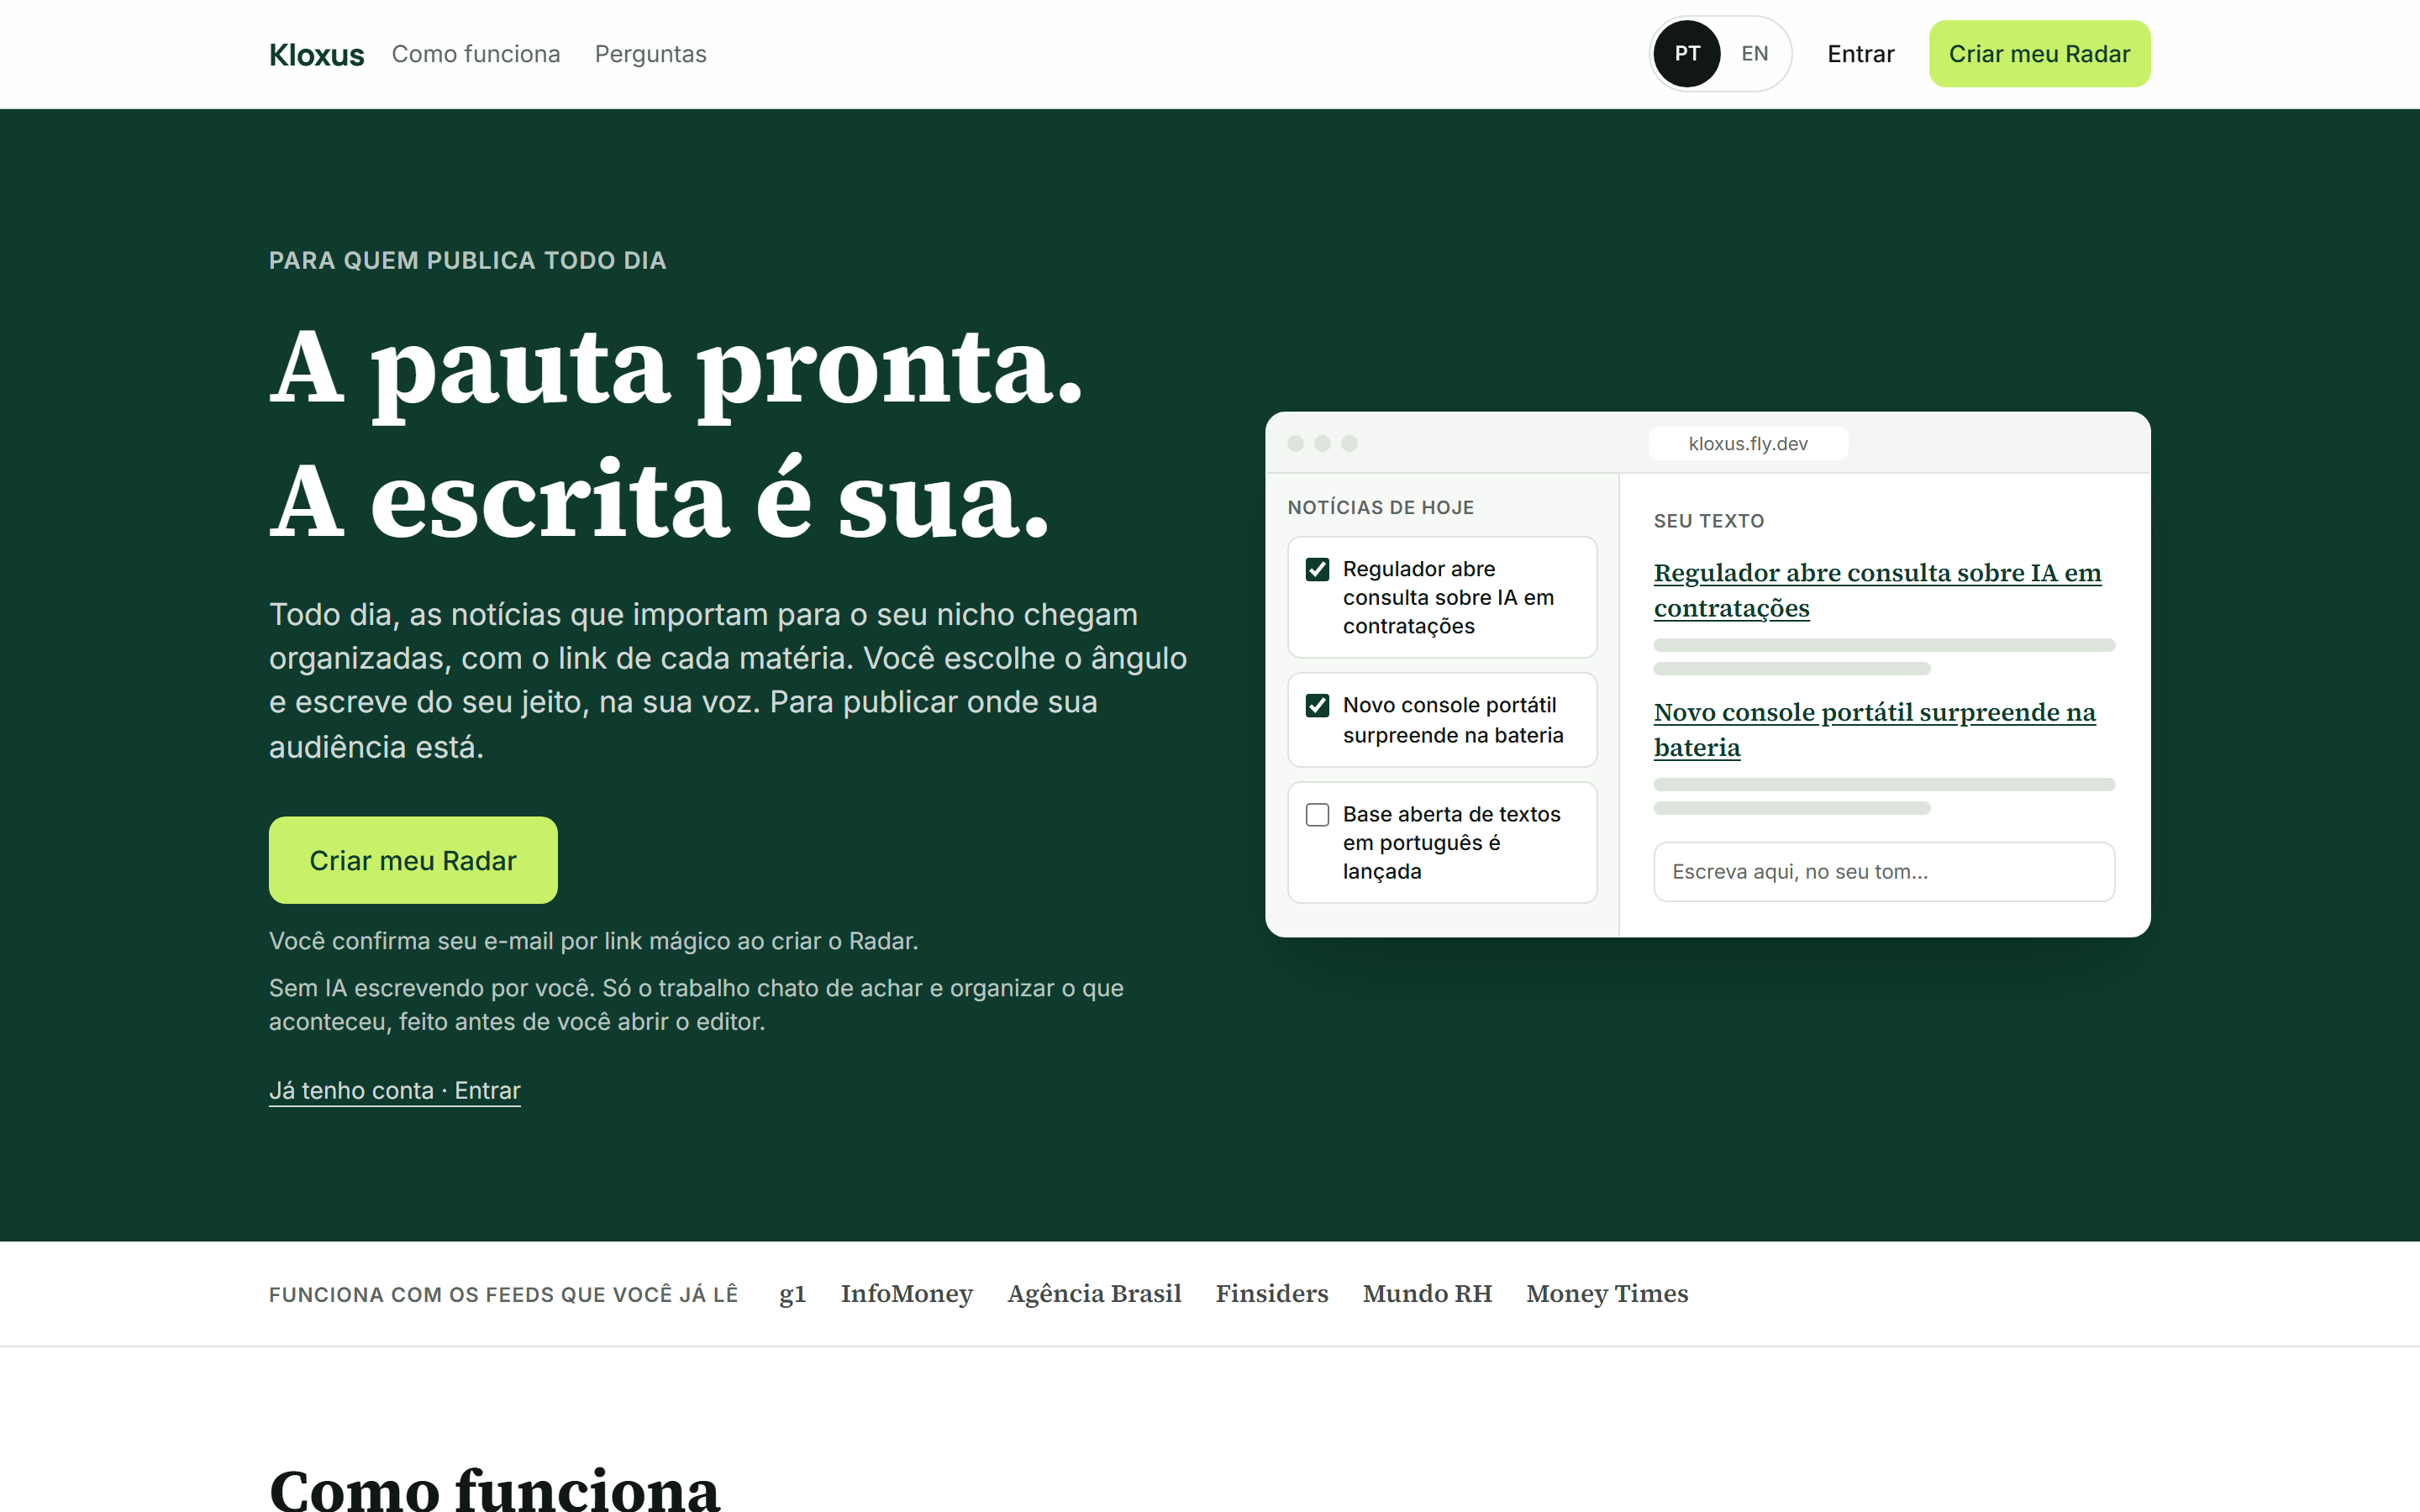 Kloxus Como funciona Perguntas PT EN Entrar Criar meu Radar
PARA QUEM PUBLICA TODO DIA
A pauta pronta.
A escrita é sua.
Todo dia, as notícias que importam para o seu nicho chegam
organizadas, com o link de cada matéria. Você escolhe o ângulo
e escreve do seu jeito, na sua voz. Para publicar onde sua
audiência está.
Criar meu Radar
Você confirma seu e-mail por link mágico ao criar o Radar.
Sem IA escrevendo por você. Só o trabalho chato de achar e organizar o que
aconteceu, feito antes de você abrir o editor.
Já tenho conta · Entrar
kloxus.fly.dev
NOTÍCIAS DE HOJE
Regulador abre
consulta sobre IA em
contratações
Novo console portátil
surpreende na bateria
Base aberta de textos
em português é
lançada
SEU TEXTO
Regulador abre consulta sobre IA em
contratações
Novo console portátil surpreende na
bateria
Escreva aqui, no seu tom...
FUNCIONA COM OS FEEDS QUE VOCÊ JÁ LÊ g1 InfoMoney Agência Brasil Finsiders Mundo RH Money Times
Como funciona